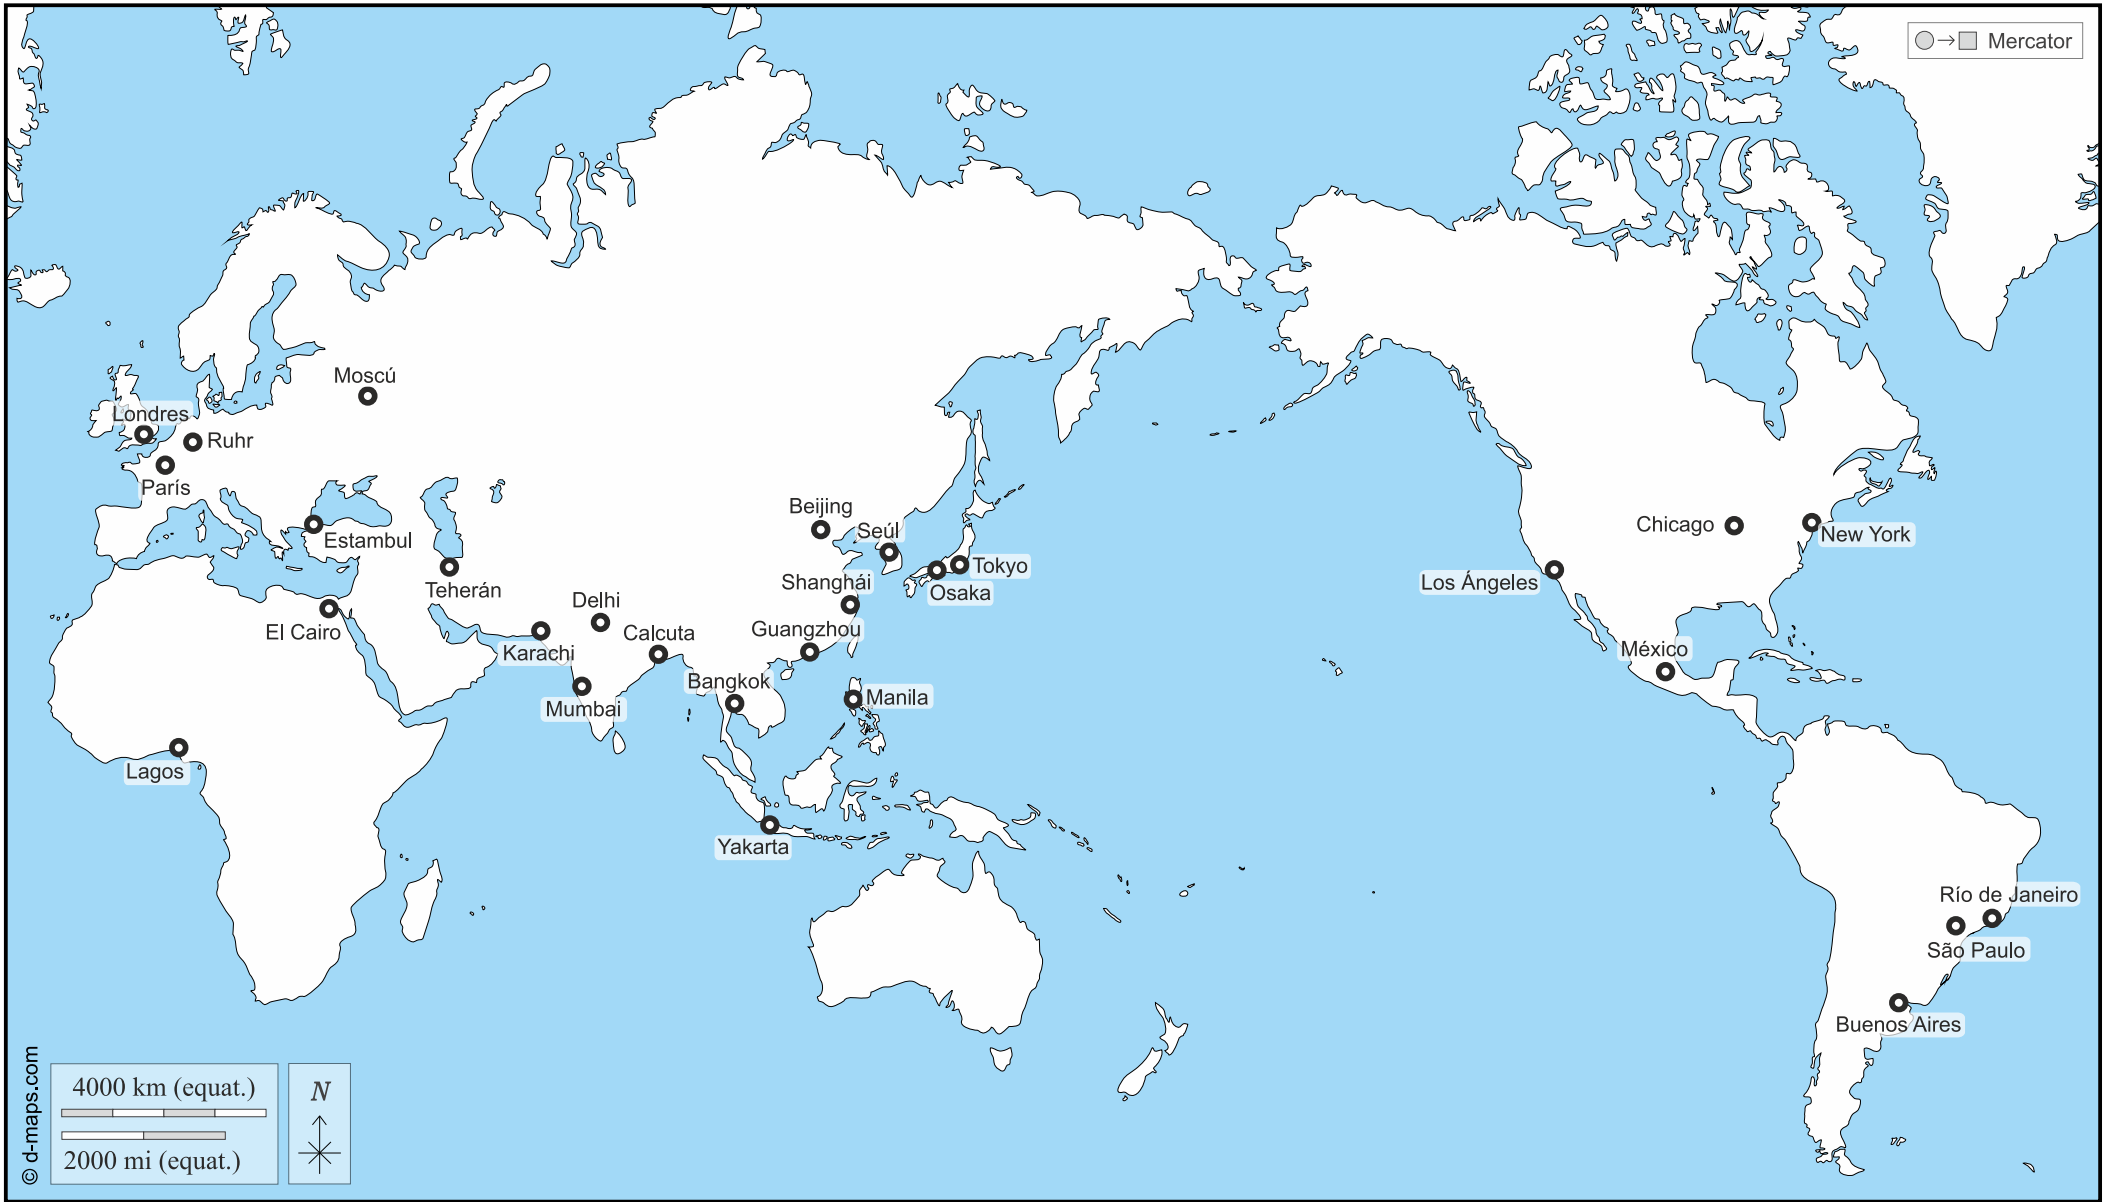 Mercator
Moscú
Londres
Ruhr
París
Beijing
Seúl
Chicago
New York
Estambul
Tokyo
Teherán
Shanghái
Osaka
Los Ángeles
Delhi
El Cairo
Calcuta
Guangzhou
Karachi
México
Bangkok
Manila
Mumbai
Lagos
Yakarta
Río de Janeiro
São Paulo
Buenos Aires
4000 km (equat.)
2000 mi (equat.)
N
© d-maps.com